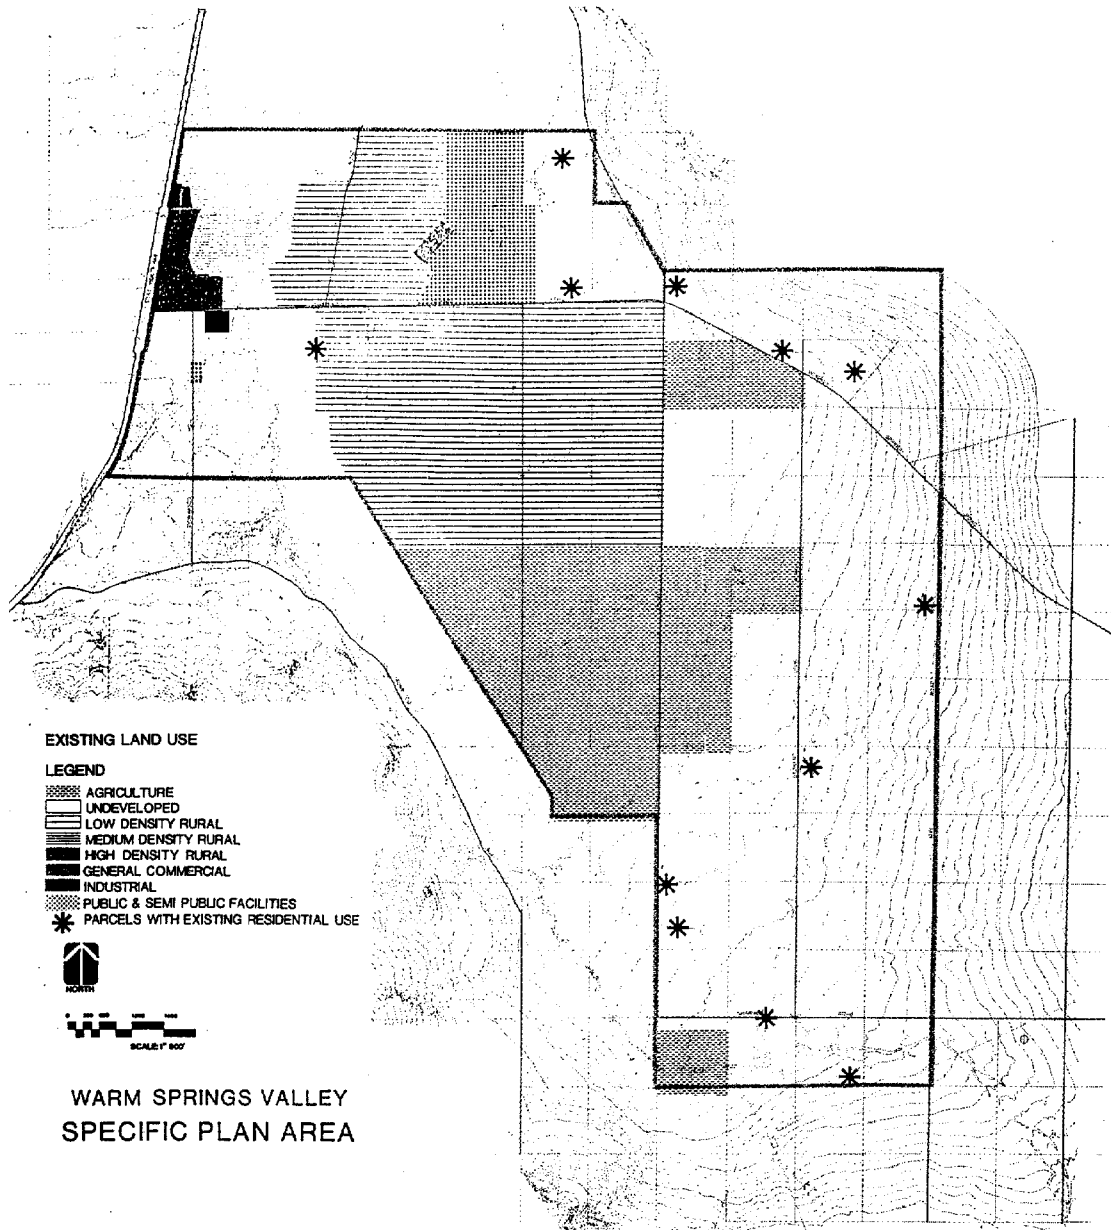 EXISTING LAND USE
LEGEND
AGRICULTURE
UNDEVELOPED
LOW DENSITY RURAL
MEDIUM DENSITY RURAL
HIGH DENSITY RURAL
GENERAL COMMERCIAL
INDUSTRIAL
PUBLIC & SEMI PUBLIC FACILITIES
PARCELS WITH EXISTING RESIDENTIAL USE
NORTH
WARM SPRINGS VALLEY
SPECIFIC PLAN AREA